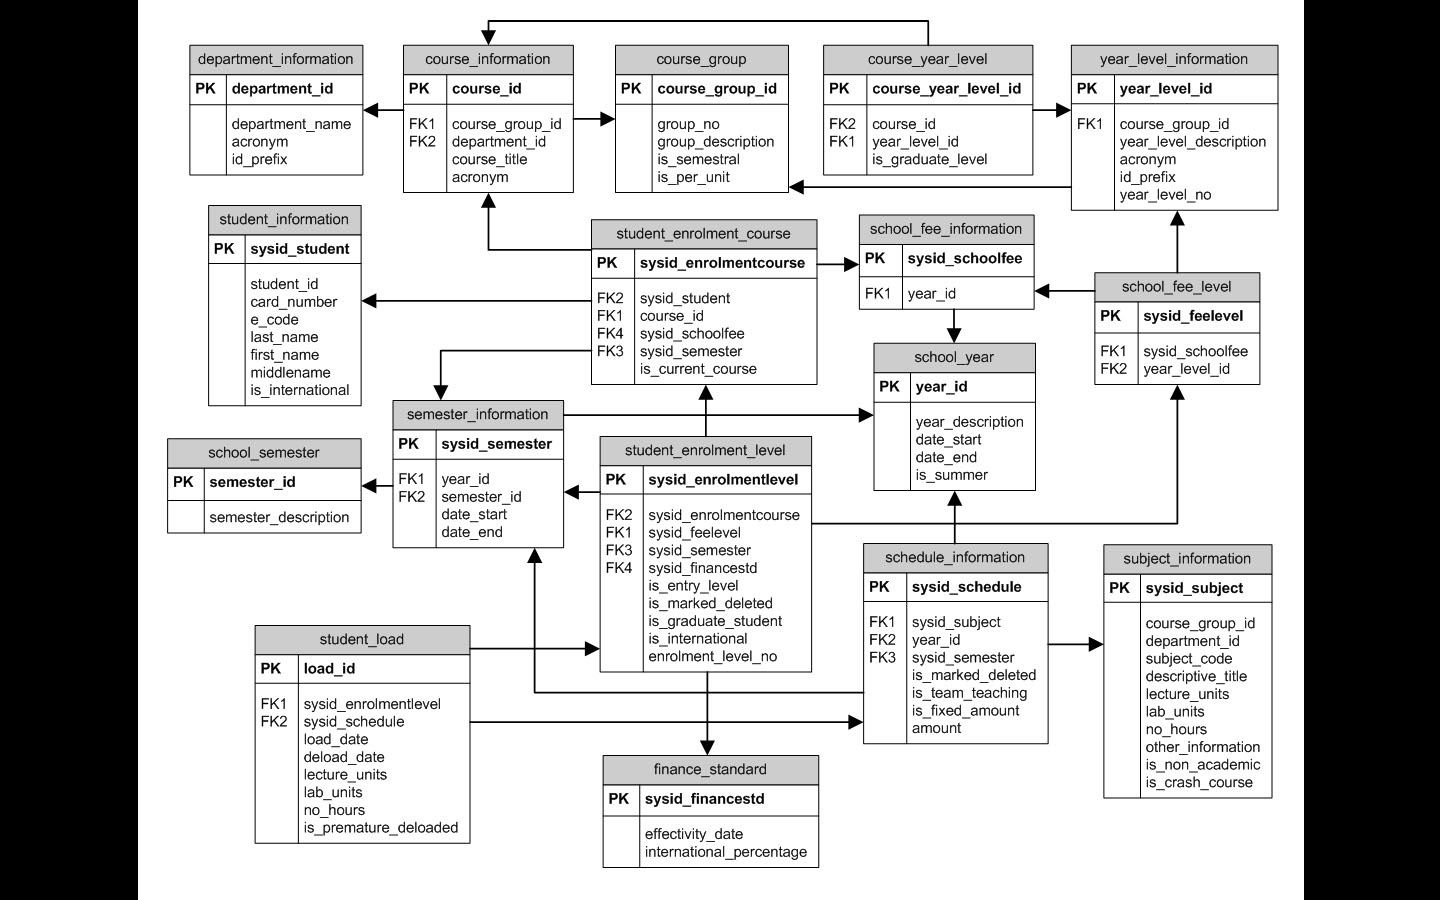 department_information
PK department_id
department_name
acronym
id_prefix
course_information
PK course_id
FK1 course_group_id
FK2 department_id
course_title
acronym
course_group
PK course_group_id
group_no
group_description
is_semestral
is_per_unit
course_year_level
PK course_year_level_id
FK2 course_id
FK1 year_level_id
is_graduate_level
year_level_information
PK year_level_id
FK1 course_group_id
year_level_description
acronym
id_prefix
year_level_no
student_information
PK sysid_student
student_id
card_number
e_code
last_name
first_name
middlename
is_international
student_enrolment_course
PK sysid_enrolmentcourse
FK2 sysid_student
FK1 course_id
FK4 sysid_schoolfee
FK3 sysid_semester
is_current_course
school_fee_information
PK sysid_schoolfee
FK1 year_id
school_fee_level
PK sysid_feelevel
FK1 sysid_schoolfee
FK2 year_level_id
school_year
PK year_id
year_description
date_start
date_end
is_summer
semester_information
PK sysid_semester
FK1 year_id
FK2 semester_id
date_start
date_end
school_semester
PK semester_id
semester_description
student_enrolment_level
PK sysid_enrolmentlevel
FK2 sysid_enrolmentcourse
FK1 sysid_feelevel
FK3 sysid_semester
FK4 sysid_financestd
is_entry_level
is_marked_deleted
is_graduate_student
is_international
enrolment_level_no
schedule_information
PK sysid_schedule
FK1 sysid_subject
FK2 year_id
FK3 sysid_semester
is_marked_deleted
is_team_teaching
is_fixed_amount
amount
subject_information
PK sysid_subject
course_group_id
department_id
subject_code
descriptive_title
lecture_units
lab_units
no_hours
other_information
is_non_academic
is_crash_course
student_load
PK load_id
FK1 sysid_enrolmentlevel
FK2 sysid_schedule
load_date
deload_date
lecture_units
lab_units
no_hours
is_premature_deloaded
finance_standard
PK sysid_financestd
effectivity_date
international_percentage